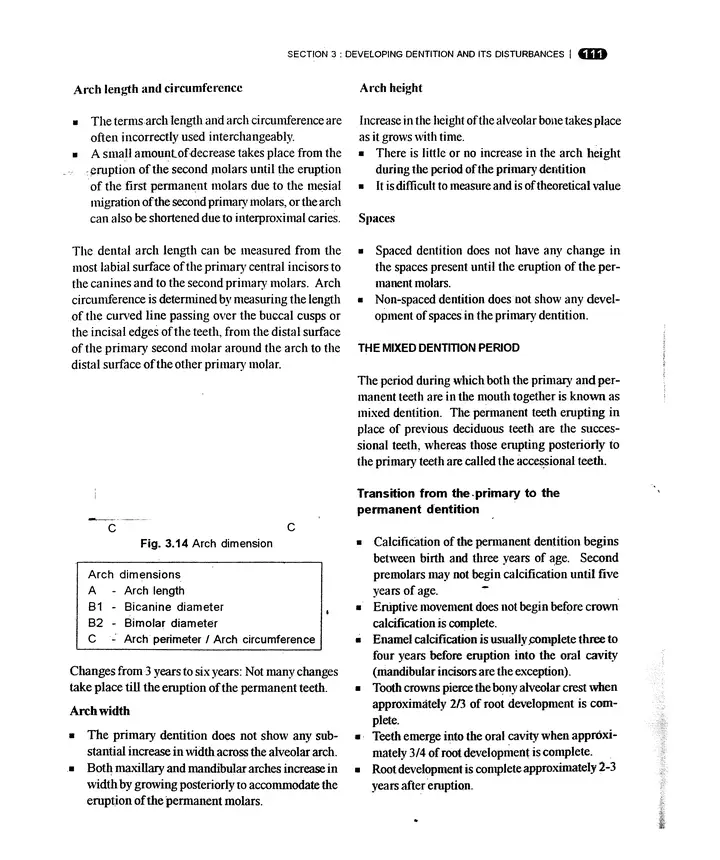 SECTION 3 : DEVELOPING DENTITION AND ITS DISTURBANCES | 111
Arch length and circumference
▪ The terms arch length and arch circumference are
often incorrectly used interchangeably.
▪ A small amount of decrease takes place from the
eruption of the second molars until the eruption
of the first permanent molars due to the mesial
migration of the second primary molars, or the arch
can also be shortened due to interproximal caries.
The dental arch length can be measured from the
most labial surface of the primary central incisors to
the canines and to the second primary molars. Arch
circumference is determined by measuring the length
of the curved line passing over the buccal cusps or
the incisal edges of the teeth, from the distal surface
of the primary second molar around the arch to the
distal surface of the other primary molar.
C C
Fig. 3.14 Arch dimension
Arch dimensions
A - Arch length
B1 - Bicanine diameter
B2 - Bimolar diameter
C - Arch perimeter / Arch circumference
Changes from 3 years to six years: Not many changes
take place till the eruption of the permanent teeth.
Arch width
▪ The primary dentition does not show any sub-
stantial increase in width across the alveolar arch.
▪ Both maxillary and mandibular arches increase in
width by growing posteriorly to accommodate the
eruption of the permanent molars.
Arch height
Increase in the height of the alveolar bone takes place
as it grows with time.
▪ There is little or no increase in the arch height
during the period of the primary dentition
▪ It is difficult to measure and is of theoretical value
Spaces
▪ Spaced dentition does not have any change in
the spaces present until the eruption of the per-
manent molars.
▪ Non-spaced dentition does not show any devel-
opment of spaces in the primary dentition.
THE MIXED DENTITION PERIOD
The period during which both the primary and per-
manent teeth are in the mouth together is known as
mixed dentition. The permanent teeth erupting in
place of previous deciduous teeth are the succes-
sional teeth, whereas those erupting posteriorly to
the primary teeth are called the accessional teeth.
Transition from the primary to the
permanent dentition
▪ Calcification of the permanent dentition begins
between birth and three years of age. Second
premolars may not begin calcification until five
years of age.
▪ Eruptive movement does not begin before crown
calcification is complete.
▪ Enamel calcification is usually complete three to
four years before eruption into the oral cavity
(mandibular incisors are the exception).
▪ Tooth crowns pierce the bony alveolar crest when
approximately 2/3 of root development is com-
plete.
▪ Teeth emerge into the oral cavity when approxi-
mately 3/4 of root development is complete.
▪ Root development is complete approximately 2-3
years after eruption.